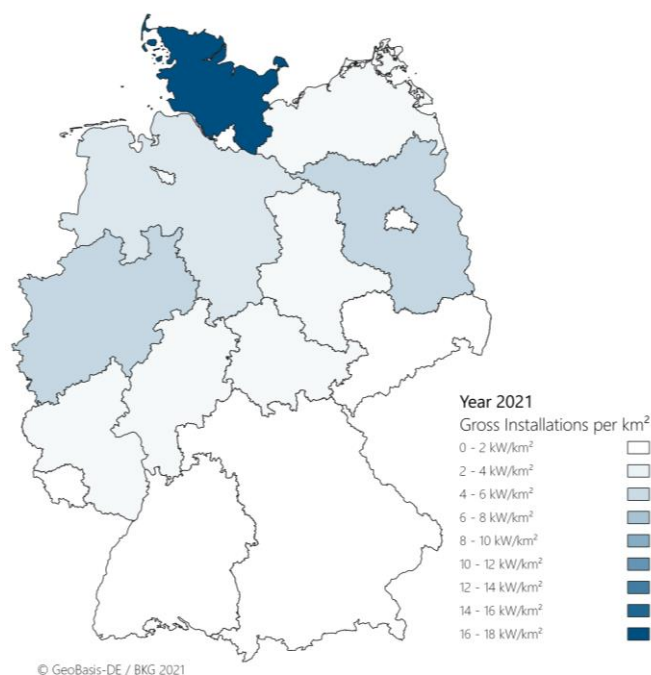 Year 2021
Gross Installations per km²
0 - 2 kW/km²
2 - 4 kW/km²
4 - 6 kW/km²
6 - 8 kW/km²
8 - 10 kW/km²
10 - 12 kW/km²
12 - 14 kW/km²
14 - 16 kW/km²
16 - 18 kW/km²
© GeoBasis-DE / BKG 2021